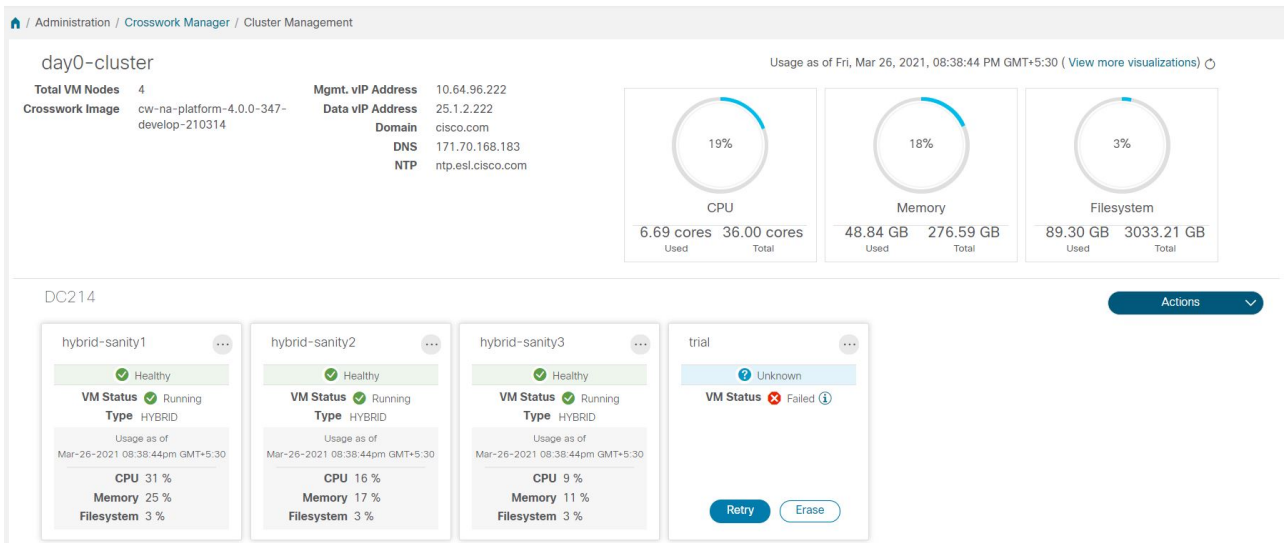 / Administration / Crosswork Manager / Cluster Management
day0-cluster
Usage as of Fri, Mar 26, 2021, 08:38:44 PM GMT+5:30 ( View more visualizations)
Total VM Nodes 4
Crosswork Image cw-na-platform-4.0.0-347-
develop-210314
Mgmt. vIP Address 10.64.96.222
Data vIP Address 25.1.2.222
Domain cisco.com
DNS 171.70.168.183
NTP ntp.esl.cisco.com
19%
CPU
6.69 cores 36.00 cores
Used Total
18%
Memory
48.84 GB 276.59 GB
Used Total
3%
Filesystem
89.30 GB 3033.21 GB
Used Total
DC214
Actions
hybrid-sanity1 ...
Healthy
VM Status Running
Type HYBRID
Usage as of
Mar-26-2021 08:38:44pm GMT+5:30
CPU 31 %
Memory 25 %
Filesystem 3 %
hybrid-sanity2 ...
Healthy
VM Status Running
Type HYBRID
Usage as of
Mar-26-2021 08:38:44pm GMT+5:30
CPU 16 %
Memory 17 %
Filesystem 3 %
hybrid-sanity3 ...
Healthy
VM Status Running
Type HYBRID
Usage as of
Mar-26-2021 08:38:44pm GMT+5:30
CPU 9 %
Memory 11 %
Filesystem 3 %
trial ...
? Unknown
VM Status Failed i
Retry Erase